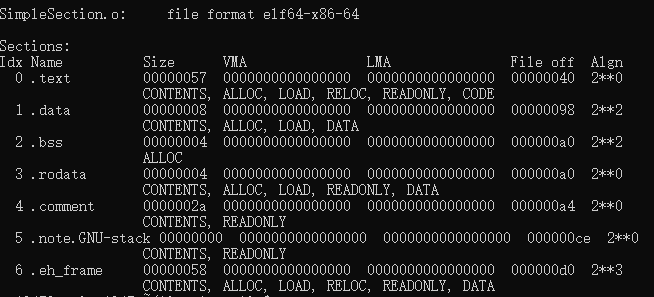 SimpleSection.o:     file format elf64-x86-64
Sections:
Idx Name          Size      VMA               LMA               File off  Algn
  0 .text         00000057  0000000000000000  0000000000000000  00000040  2**0
                  CONTENTS, ALLOC, LOAD, RELOC, READONLY, CODE
  1 .data         00000008  0000000000000000  0000000000000000  00000098  2**2
                  CONTENTS, ALLOC, LOAD, DATA
  2 .bss          00000004  0000000000000000  0000000000000000  000000a0  2**2
                  ALLOC
  3 .rodata       00000004  0000000000000000  0000000000000000  000000a0  2**0
                  CONTENTS, ALLOC, LOAD, READONLY, DATA
  4 .comment      0000002a  0000000000000000  0000000000000000  000000a4  2**0
                  CONTENTS, READONLY
  5 .note.GNU-stack 00000000  0000000000000000  0000000000000000  000000ce  2**0
                  CONTENTS, READONLY
  6 .eh_frame     00000058  0000000000000000  0000000000000000  000000d0  2**3
                  CONTENTS, ALLOC, LOAD, RELOC, READONLY, DATA